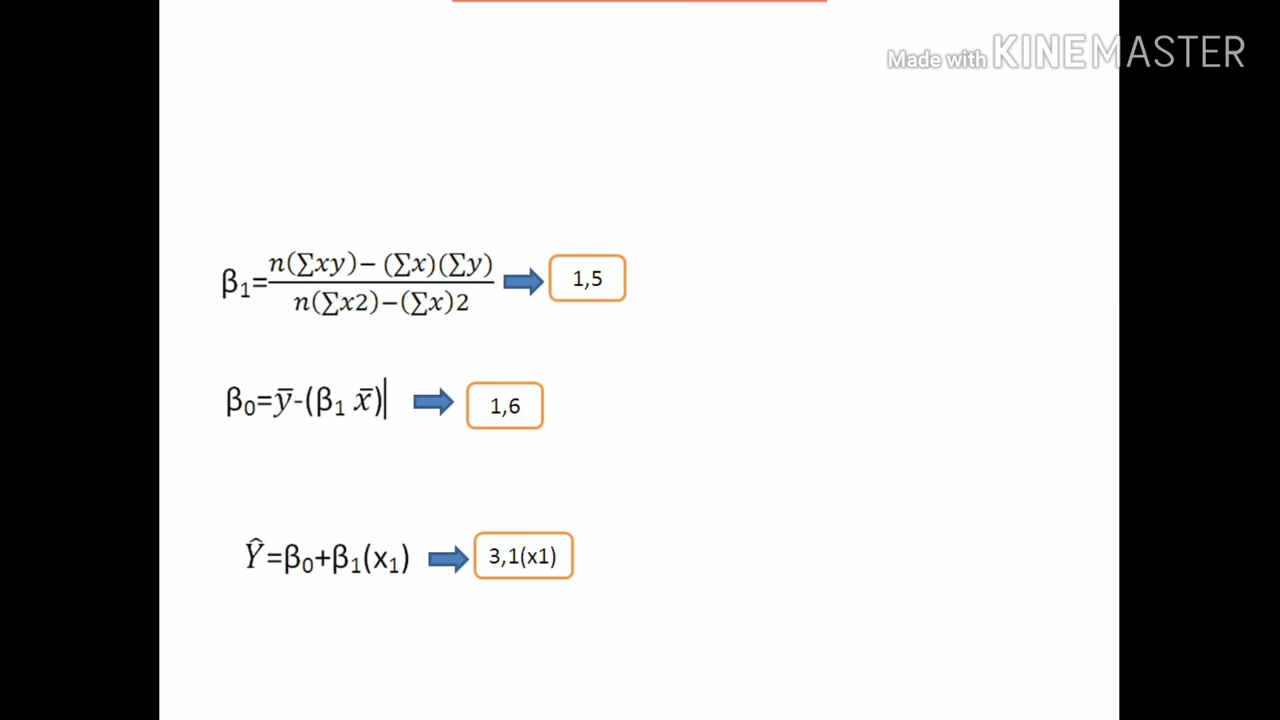 Made with KINEMASTER
β₁=n(∑xy)− (∑x)(∑y) / n(∑x2)−(∑x)2 1,5
β₀=y̅-(β₁ x̅) 1,6
Ŷ=β₀+β₁(x₁) 3,1(x1)